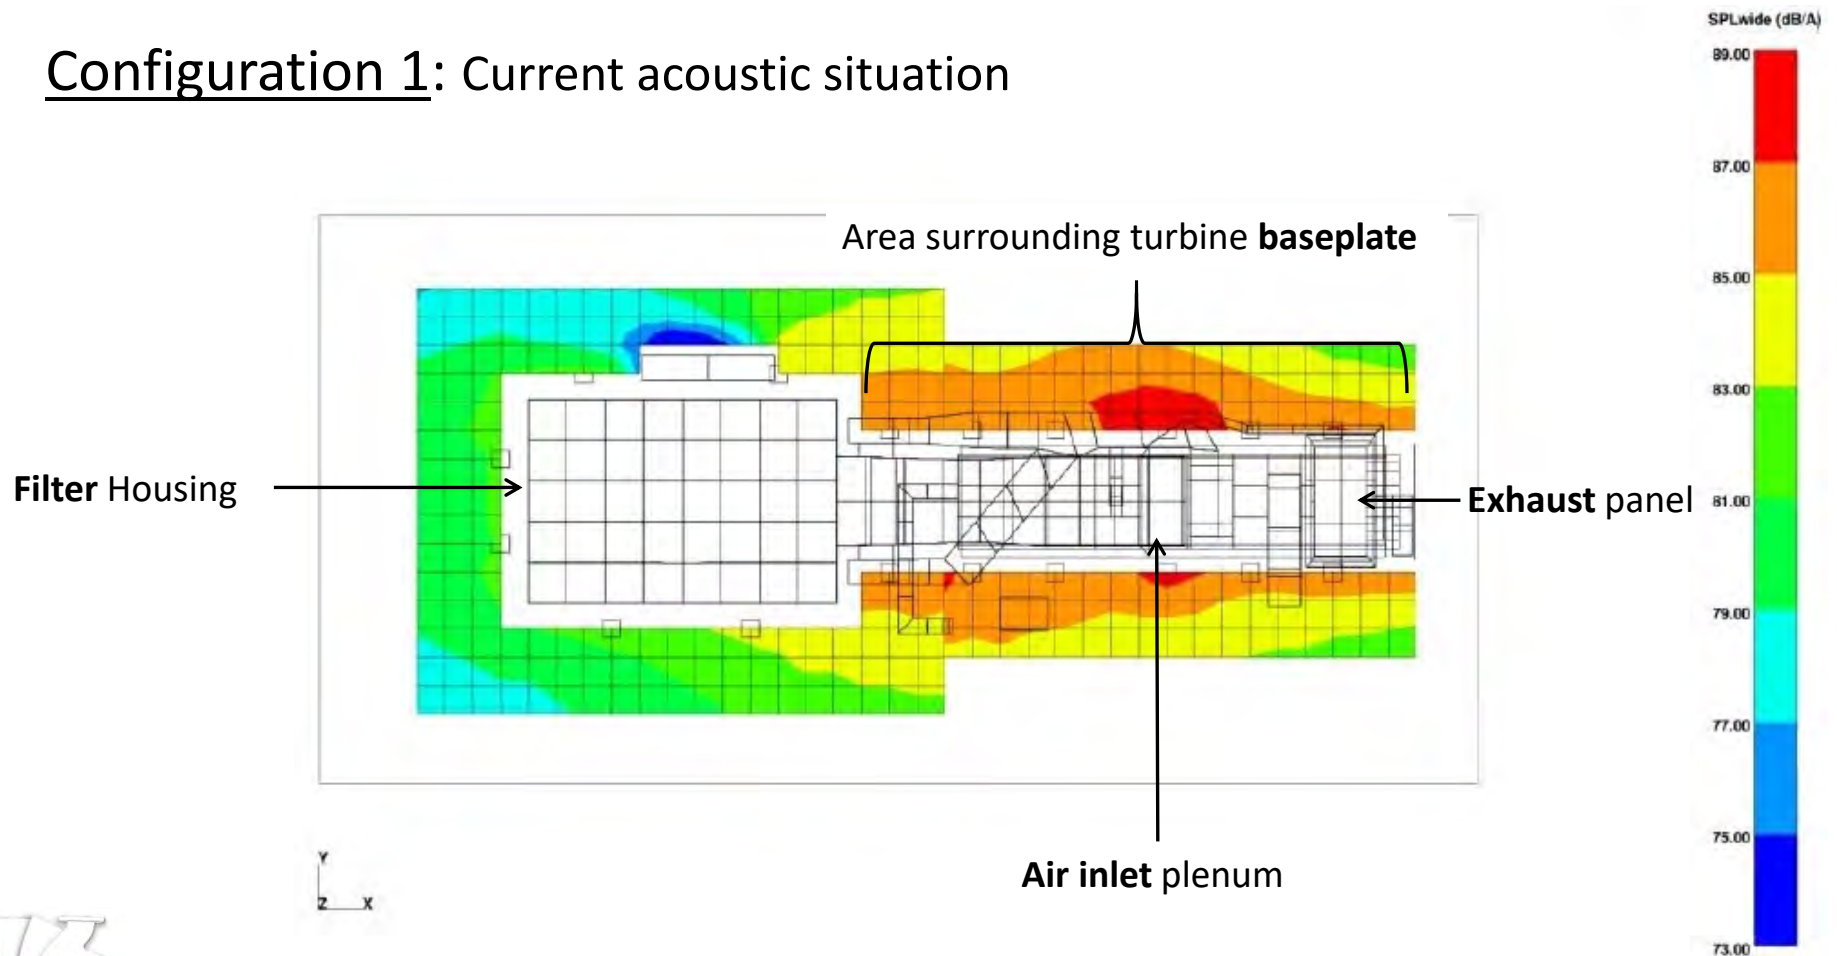 SPLwide (dB/A)
Configuration 1: Current acoustic situation
89.00
87.00
Area surrounding turbine baseplate
85.00
83.00
Filter Housing
Exhaust panel
81.00
79.00
77.00
75.00
Air inlet plenum
Y
Z X
73.00